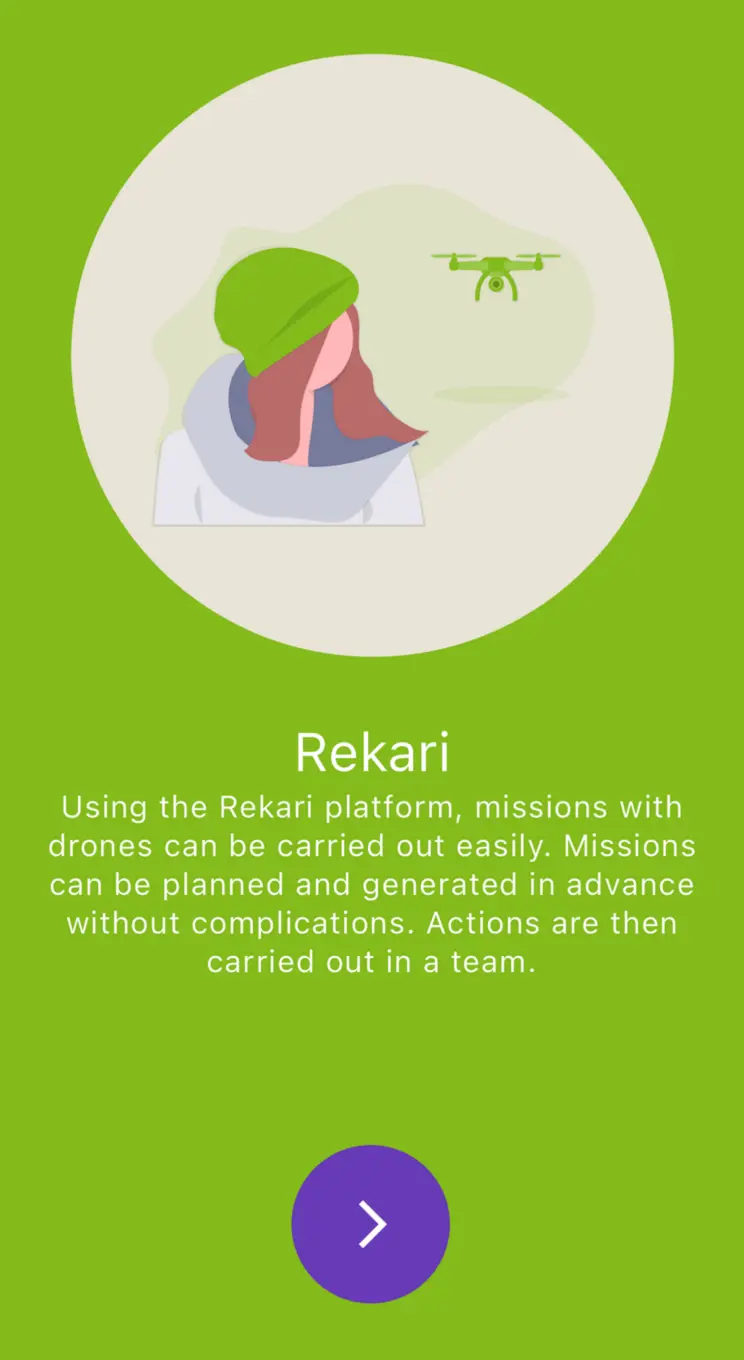 Rekari
Using the Rekari platform, missions with
drones can be carried out easily. Missions
can be planned and generated in advance
without complications. Actions are then
carried out in a team.